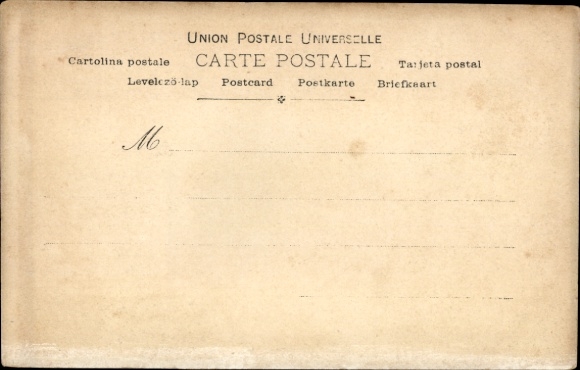 UNION POSTALE UNIVERSELLE
Cartolina postale CARTE POSTALE Tarjeta postal
Levelező-lap Postcard Postkarte Briefkaart
M